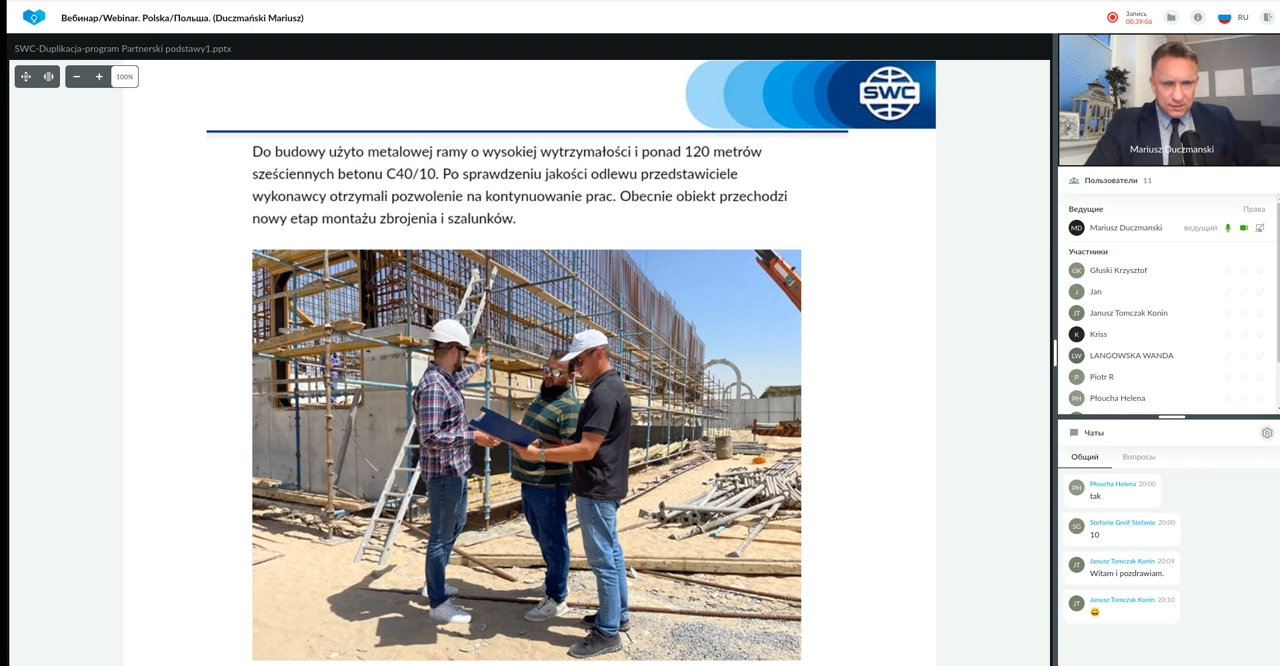 Вебинар/Webinar. Polska/Польша. (Duczmański Mariusz)
Запись
00:39:06
RU
SWC-Duplikacja-program Partnerski podstawy1.pptx
100%
SWC
Do budowy użyto metalowej ramy o wysokiej wytrzymałości i ponad 120 metrów
sześciennych betonu C40/10. Po sprawdzeniu jakości odlewu przedstawiciele
wykonawcy otrzymali pozwolenie na kontynuowanie prac. Obecnie obiekt przechodzi
nowy etap montażu zbrojenia i szalunków.
Mariusz Duczmanski
Пользователи 11
Ведущие Права
MD Mariusz Duczmanski ведущий
Участники
GK Głuski Krzysztof
J Jan
JT Janusz Tomczak Konin
K Kriss
LW LANGOWSKA WANDA
P Piotr R
PH Płoucha Helena
Чаты
Общий Вопросы
PH Płoucha Helena 20:00
tak
SG Stefanie Greif Stefanie 20:00
10
JT Janusz Tomczak Konin 20:09
Witam i pozdrawiam.
JT Janusz Tomczak Konin 20:10
😄